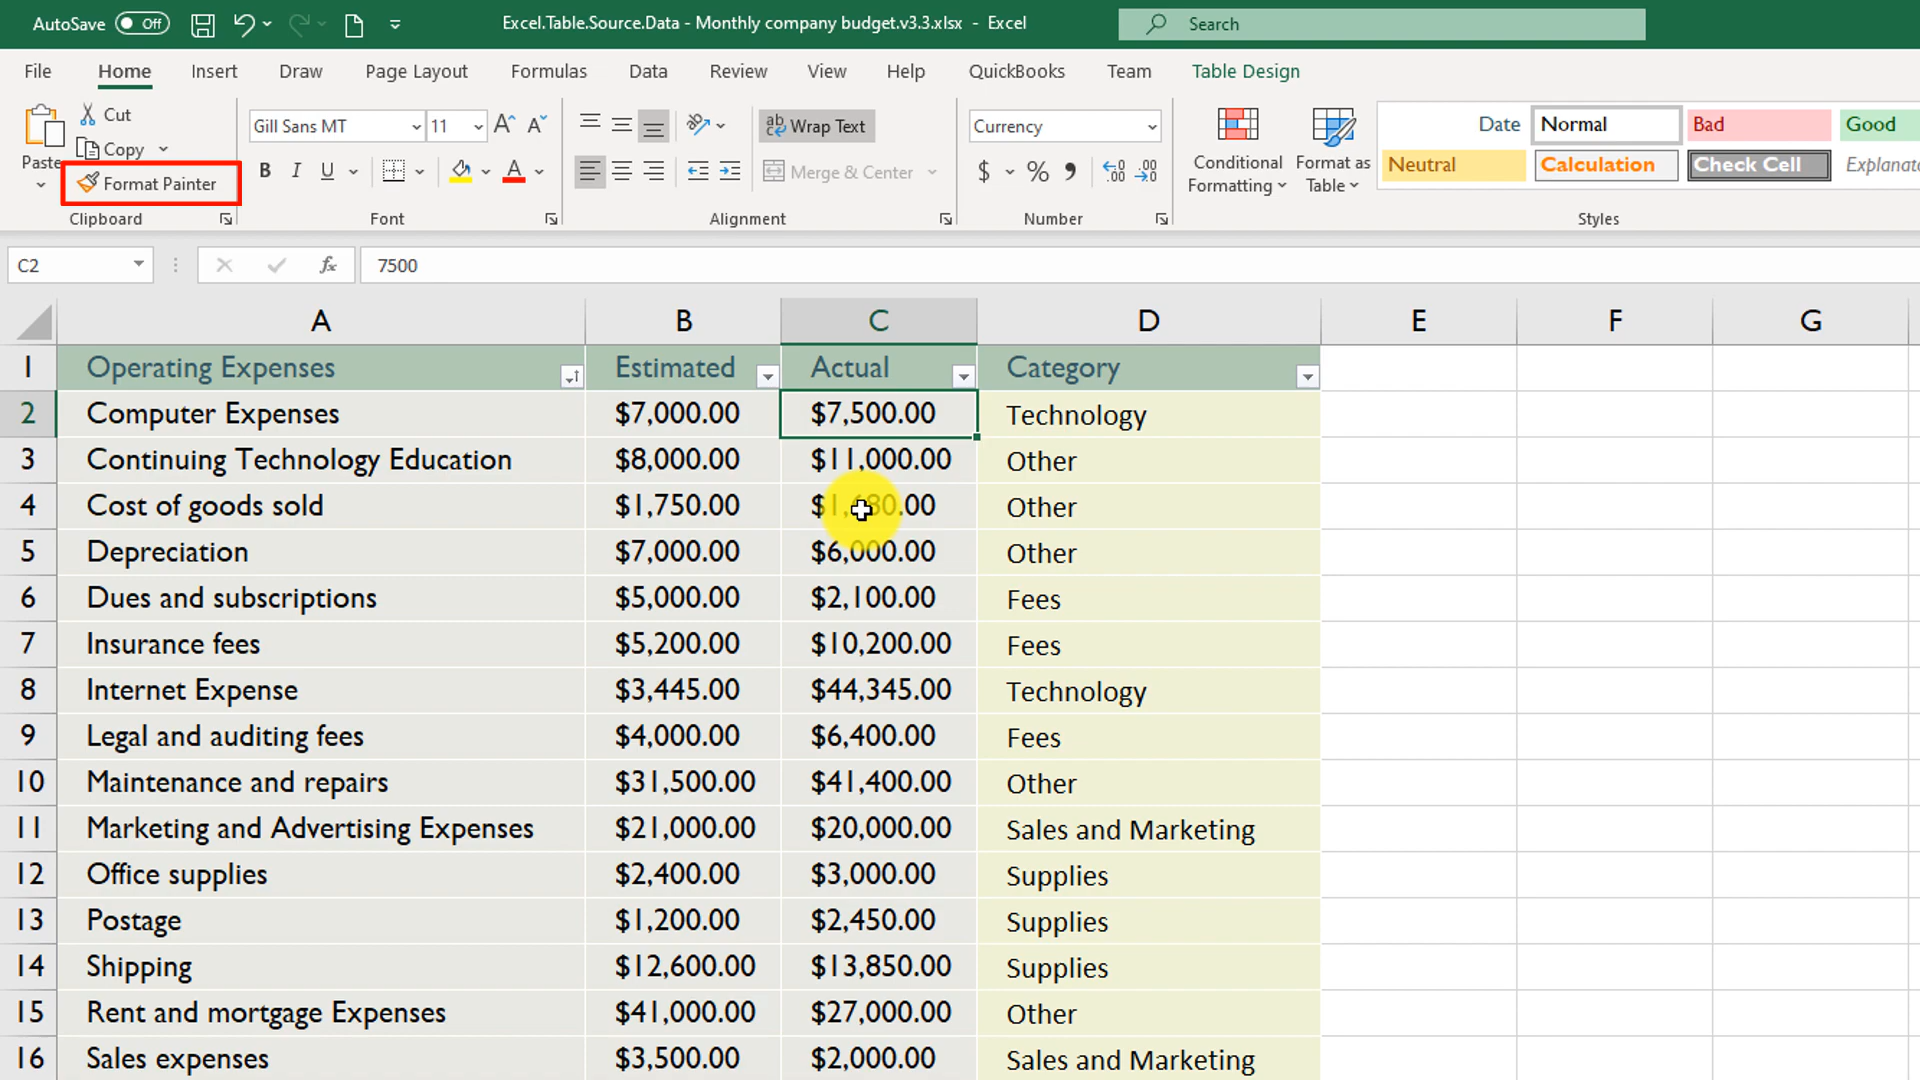 AutoSave Off Excel.Table.Source.Data - Monthly company budget.v3.3.xlsx - Excel Search
File Home Insert Draw Page Layout Formulas Data Review View Help QuickBooks Team Table Design
Paste Cut
Copy
Format Painter
Clipboard
Gill Sans MT 11 A A
B I U A
Font
ab Wrap Text
Merge & Center
Alignment
Currency
$ % , .00 .00
Number
Conditional Formatting
Format as Table
Date Normal Bad Good
Neutral Calculation Check Cell
Styles
C2 fx 7500
A B C D E F G
1 Operating Expenses Estimated Actual Category
2 Computer Expenses $7,000.00 $7,500.00 Technology
3 Continuing Technology Education $8,000.00 $11,000.00 Other
4 Cost of goods sold $1,750.00 Other
5 Depreciation $7,000.00 $6,000.00 Other
6 Dues and subscriptions $5,000.00 $2,100.00 Fees
7 Insurance fees $5,200.00 $10,200.00 Fees
8 Internet Expense $3,445.00 $44,345.00 Technology
9 Legal and auditing fees $4,000.00 $6,400.00 Fees
10 Maintenance and repairs $31,500.00 $41,400.00 Other
11 Marketing and Advertising Expenses $21,000.00 $20,000.00 Sales and Marketing
12 Office supplies $2,400.00 $3,000.00 Supplies
13 Postage $1,200.00 $2,450.00 Supplies
14 Shipping $12,600.00 $13,850.00 Supplies
15 Rent and mortgage Expenses $41,000.00 $27,000.00 Other
16 Sales expenses $3,500.00 $2,000.00 Sales and Marketing